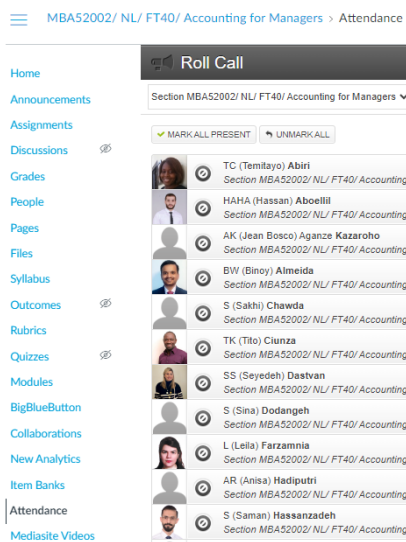 MBA52002/ NL/ FT40/ Accounting for Managers > Attendance
Home
Announcements
Assignments
Discussions
Grades
People
Pages
Files
Syllabus
Outcomes
Rubrics
Quizzes
Modules
BigBlueButton
Collaborations
New Analytics
Item Banks
Attendance
Mediasite Videos
Roll Call
Section MBA52002/ NL/ FT40/ Accounting for Managers
MARK ALL PRESENT UNMARK ALL
TC (Temitayo) Abiri
Section MBA52002/ NL/ FT40/ Accounting
HAHA (Hassan) Aboellil
Section MBA52002/ NL/ FT40/ Accounting
AK (Jean Bosco) Aganze Kazaroho
Section MBA52002/ NL/ FT40/ Accounting
BW (Binoy) Almeida
Section MBA52002/ NL/ FT40/ Accounting
S (Sakhi) Chawda
Section MBA52002/ NL/ FT40/ Accounting
TK (Tito) Ciunza
Section MBA52002/ NL/ FT40/ Accounting
SS (Seyedeh) Dastvan
Section MBA52002/ NL/ FT40/ Accounting
S (Sina) Dodangeh
Section MBA52002/ NL/ FT40/ Accounting
L (Leila) Farzamnia
Section MBA52002/ NL/ FT40/ Accounting
AR (Anisa) Hadiputri
Section MBA52002/ NL/ FT40/ Accounting
S (Saman) Hassanzadeh
Section MBA52002/ NL/ FT40/ Accounting